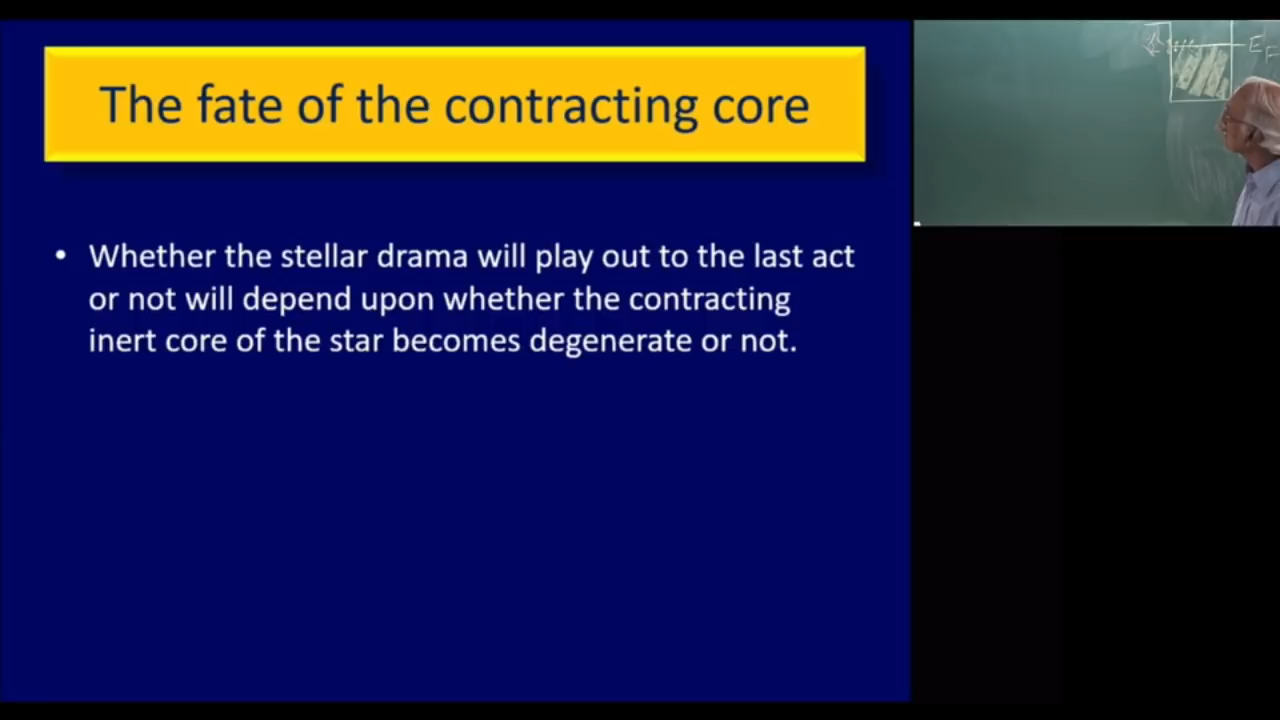 The fate of the contracting core
• Whether the stellar drama will play out to the last act
or not will depend upon whether the contracting
inert core of the star becomes degenerate or not.
E_F